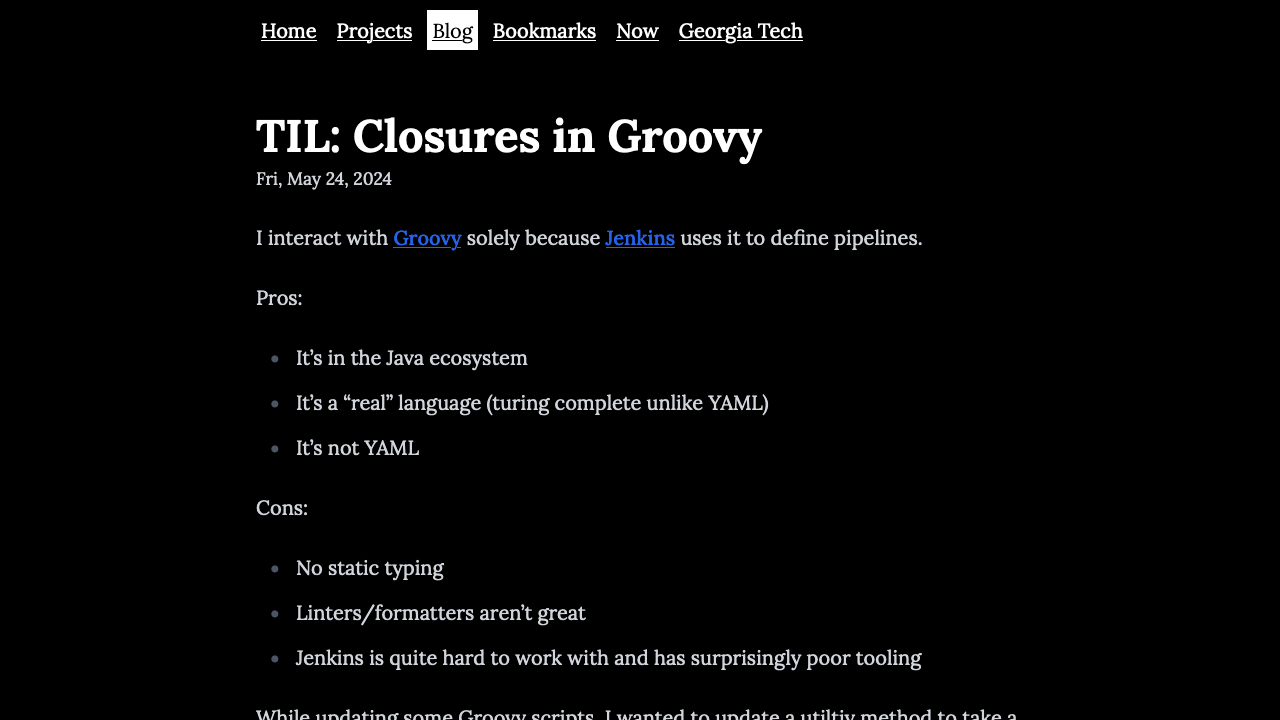 Home Projects Blog Bookmarks Now Georgia Tech
TIL: Closures in Groovy
Fri, May 24, 2024
I interact with Groovy solely because Jenkins uses it to define pipelines.
Pros:
It’s in the Java ecosystem
It’s a “real” language (turing complete unlike YAML)
It’s not YAML
Cons:
No static typing
Linters/formatters aren’t great
Jenkins is quite hard to work with and has surprisingly poor tooling
While updating some Groovy scripts, I wanted to update a utiltiy method to take a